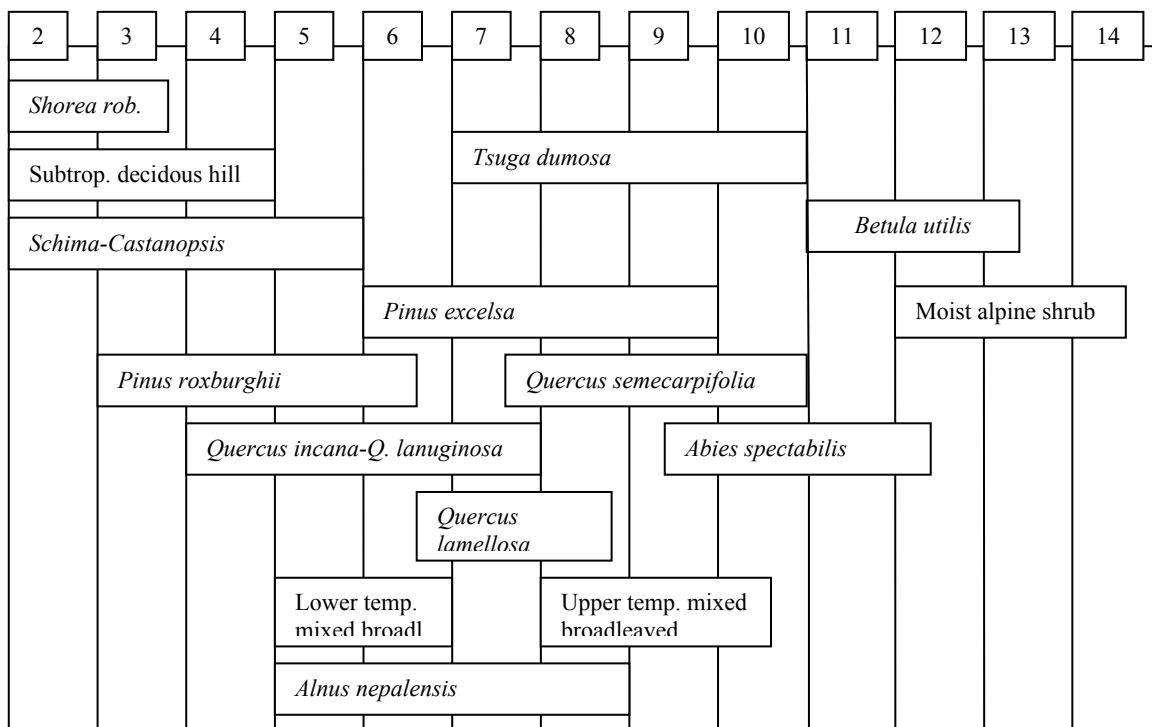 2 3 4 5 6 7 8 9 10 11 12 13 14
Shorea rob.
Tsuga dumosa
Subtrop. decidous hill
Betula utilis
Schima-Castanopsis
Pinus excelsa
Moist alpine shrub
Pinus roxburghii
Quercus semecarpifolia
Quercus incana-Q. lanuginosa
Abies spectabilis
Quercus
lamellosa
Lower temp.
mixed broadl
Upper temp. mixed
broadleaved
Alnus nepalensis